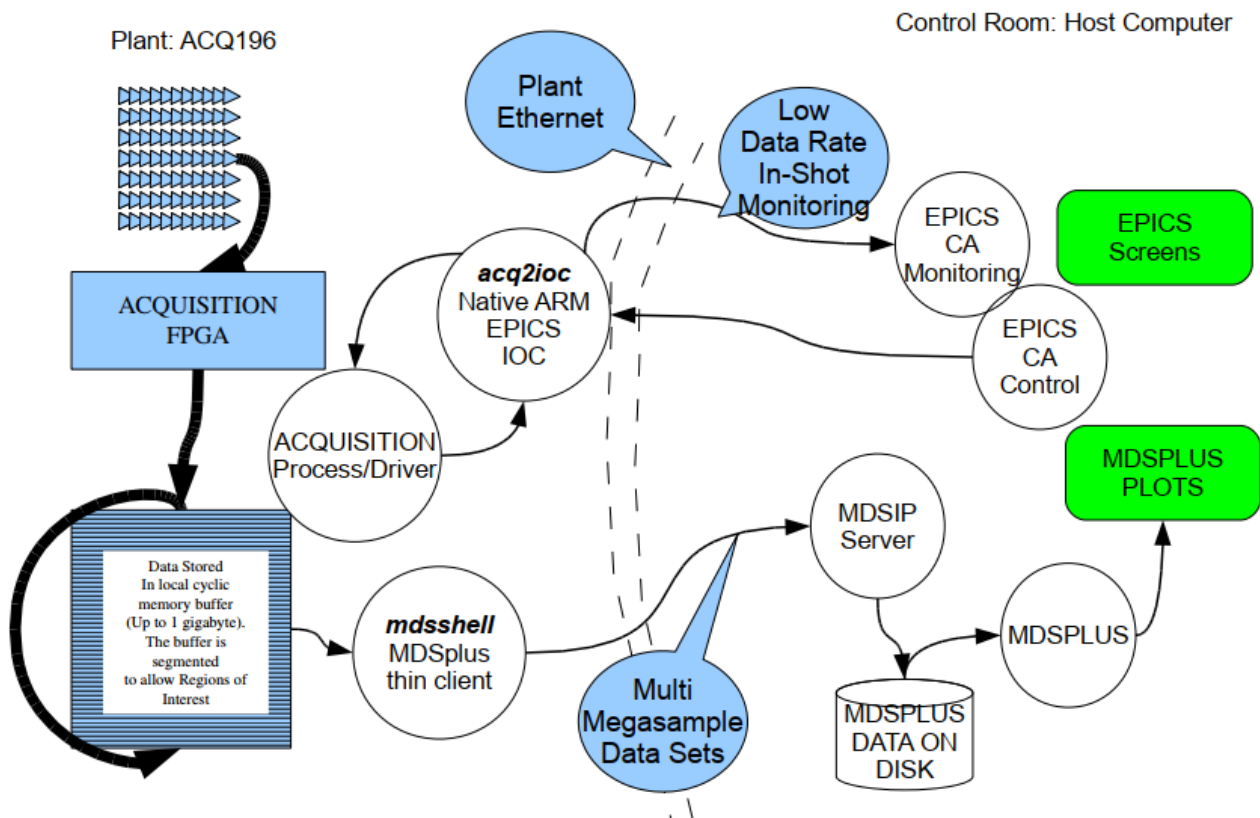 Plant: ACQ196
Control Room: Host Computer
Plant
Ethernet
Low
Data Rate
In-Shot
Monitoring
EPICS
CA
Monitoring
EPICS
Screens
acq2ioc
Native ARM
EPICS
IOC
ACQUISITION
FPGA
EPICS
CA
Control
ACQUISITION
Process/Driver
MDSPLUS
PLOTS
MDSIP
Server
Data Stored
In local cyclic
memory buffer
(Up to 1 gigabyte).
The buffer is
segmented
to allow Regions of
Interest
mdsshell
MDSplus
thin client
MDSPLUS
Multi
Megasample
Data Sets
MDSPLUS
DATA ON
DISK